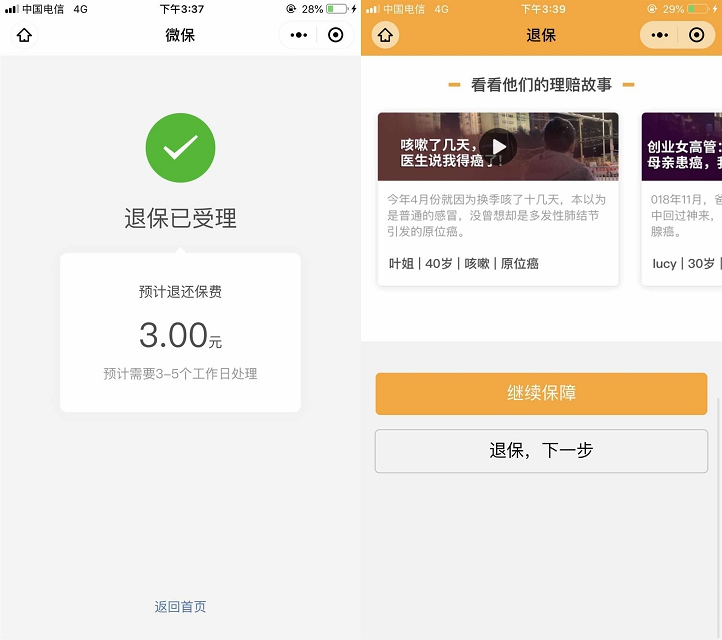 中国电信 4G 下午3:37 28%
微保
退保已受理
预计退还保费
3.00元
预计需要3-5个工作日处理
返回首页
中国电信 4G 下午3:39 29%
退保
看看他们的理赔故事
咳嗽了几天，
医生说我得癌了！
今年4月份就因为换季咳了十几天，本以为
是普通的感冒，没曾想却是多发性肺结节
引发的原位癌。
叶姐 | 40岁 | 咳嗽 | 原位癌
创业女高管：
母亲患癌，
018年11月，
中回过神来，
腺癌。
lucy | 30岁
继续保障
退保，下一步